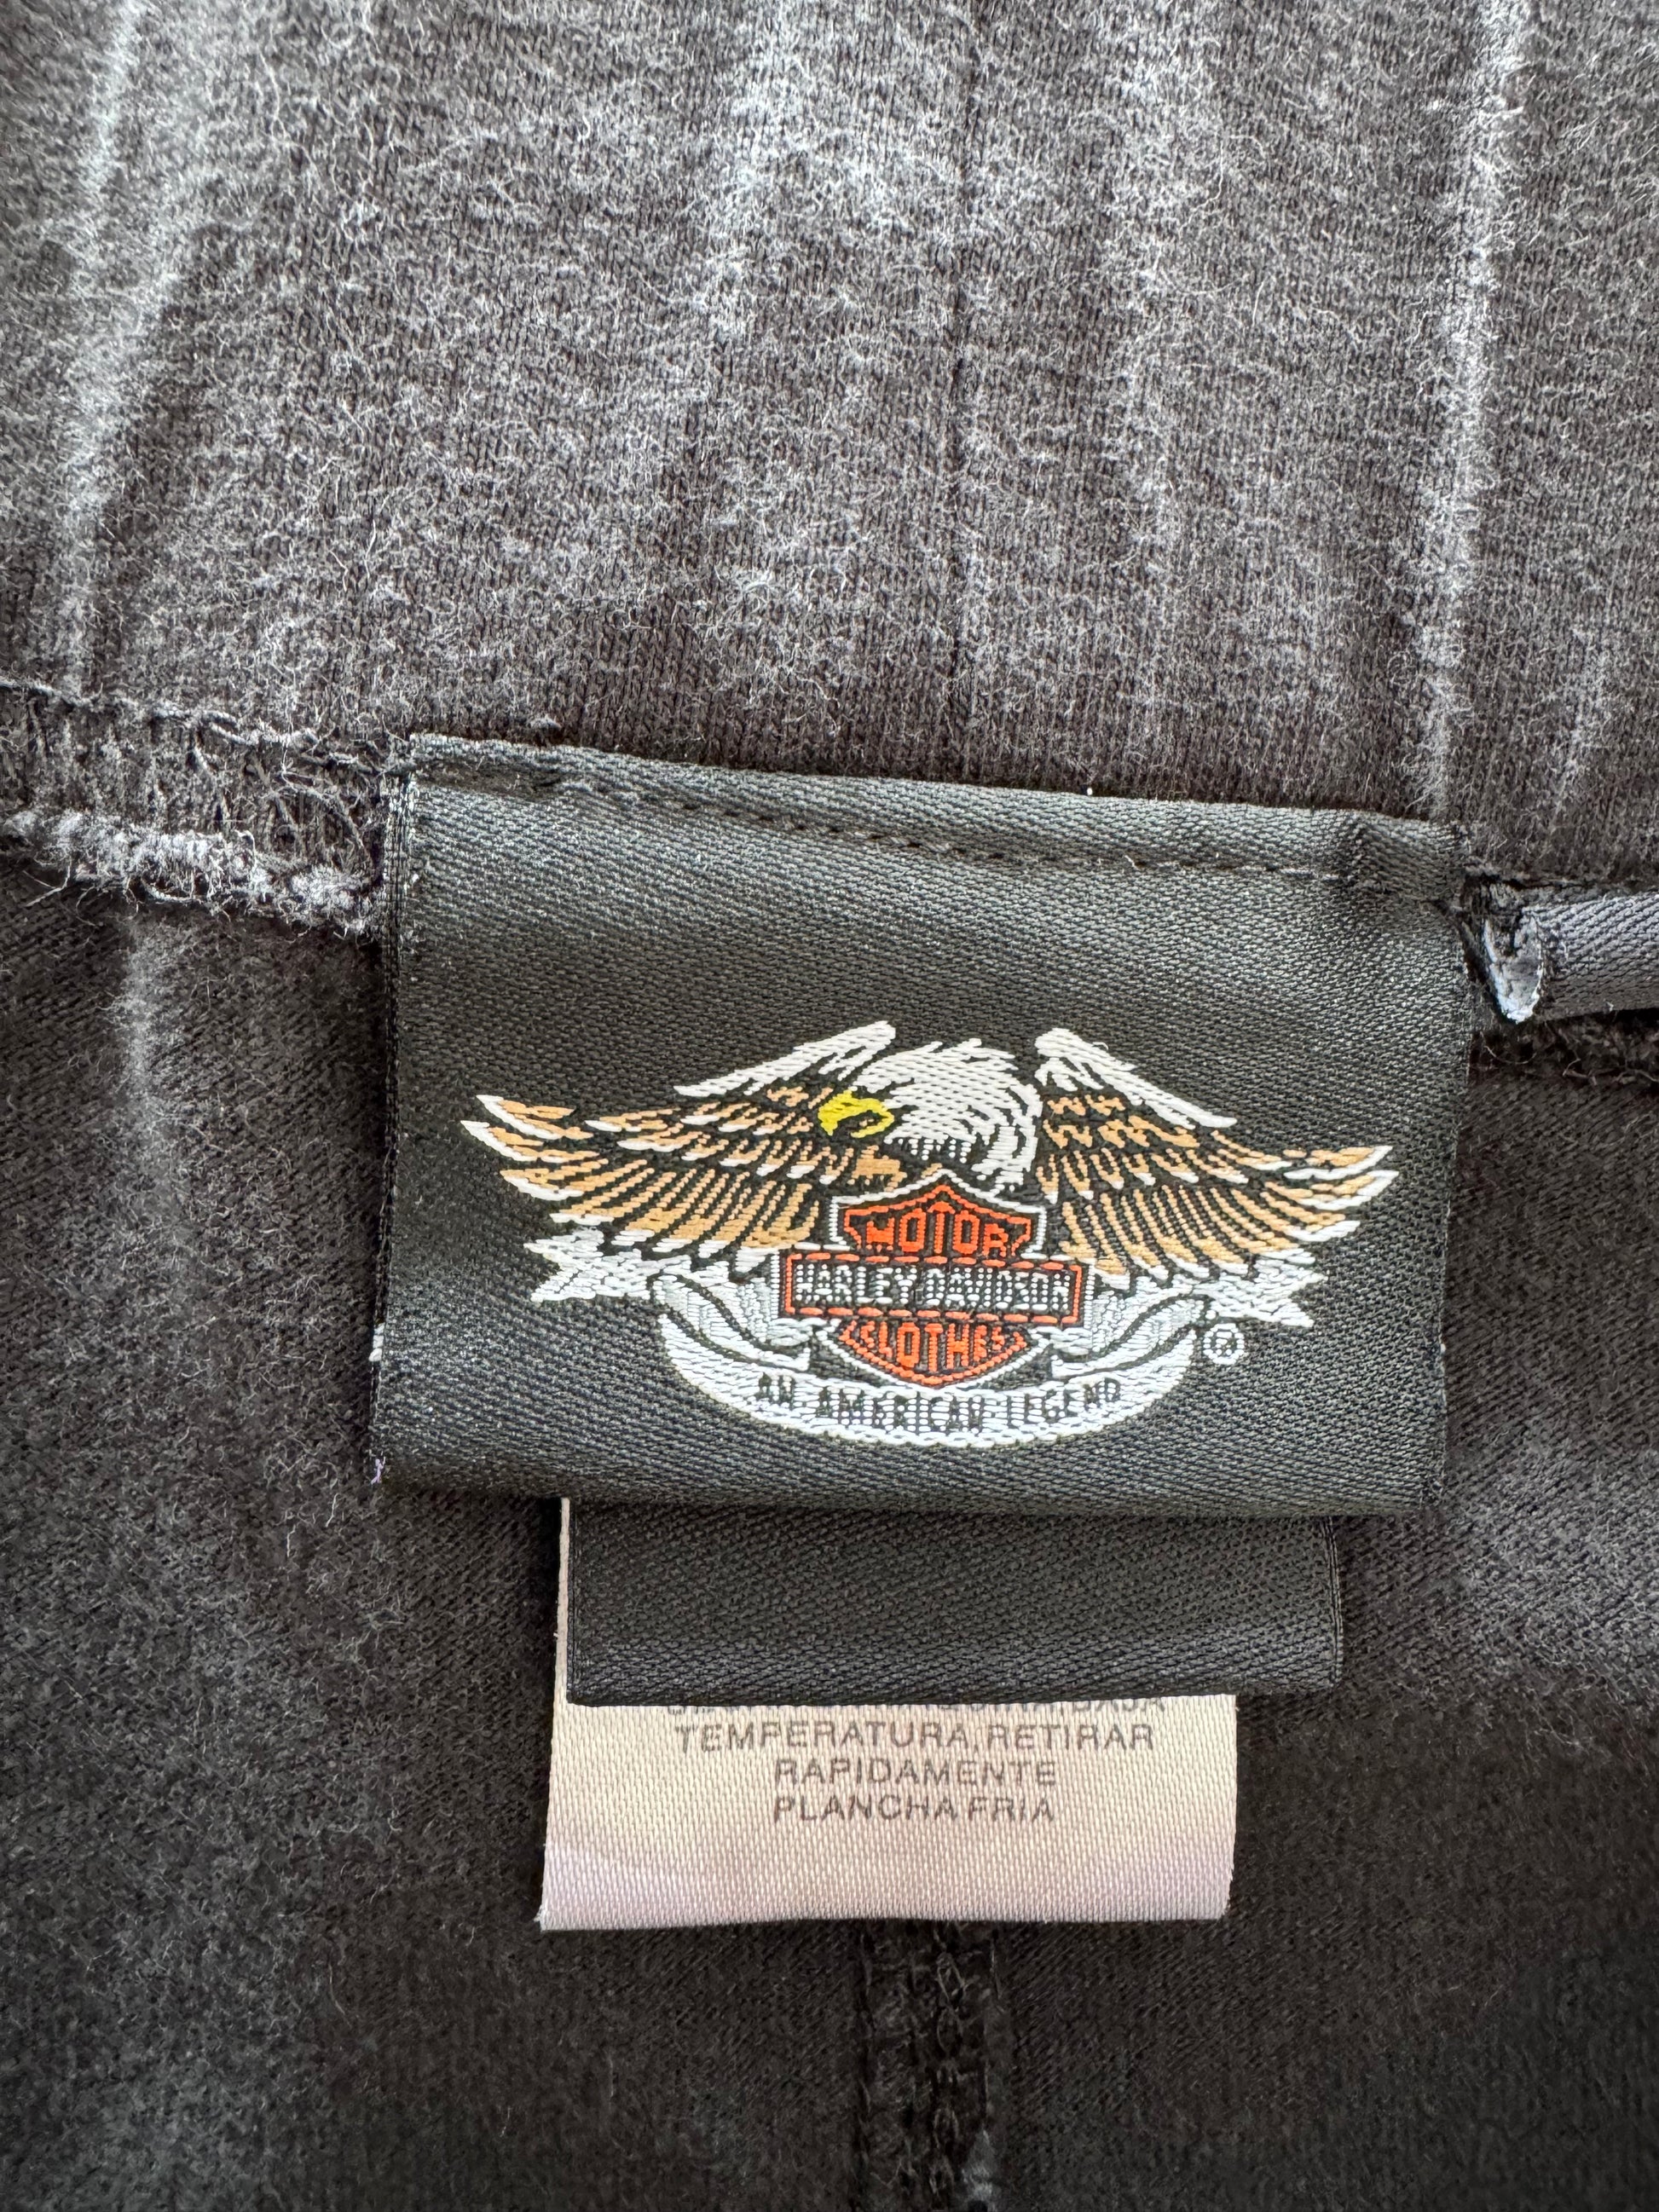 MOTOR
HARLEY-DAVIDSON
CLOTHES
®
AN AMERICAN LEGEND
TEMPERATURA, RETIRAR
RAPIDAMENTE
PLANCHA FRIA